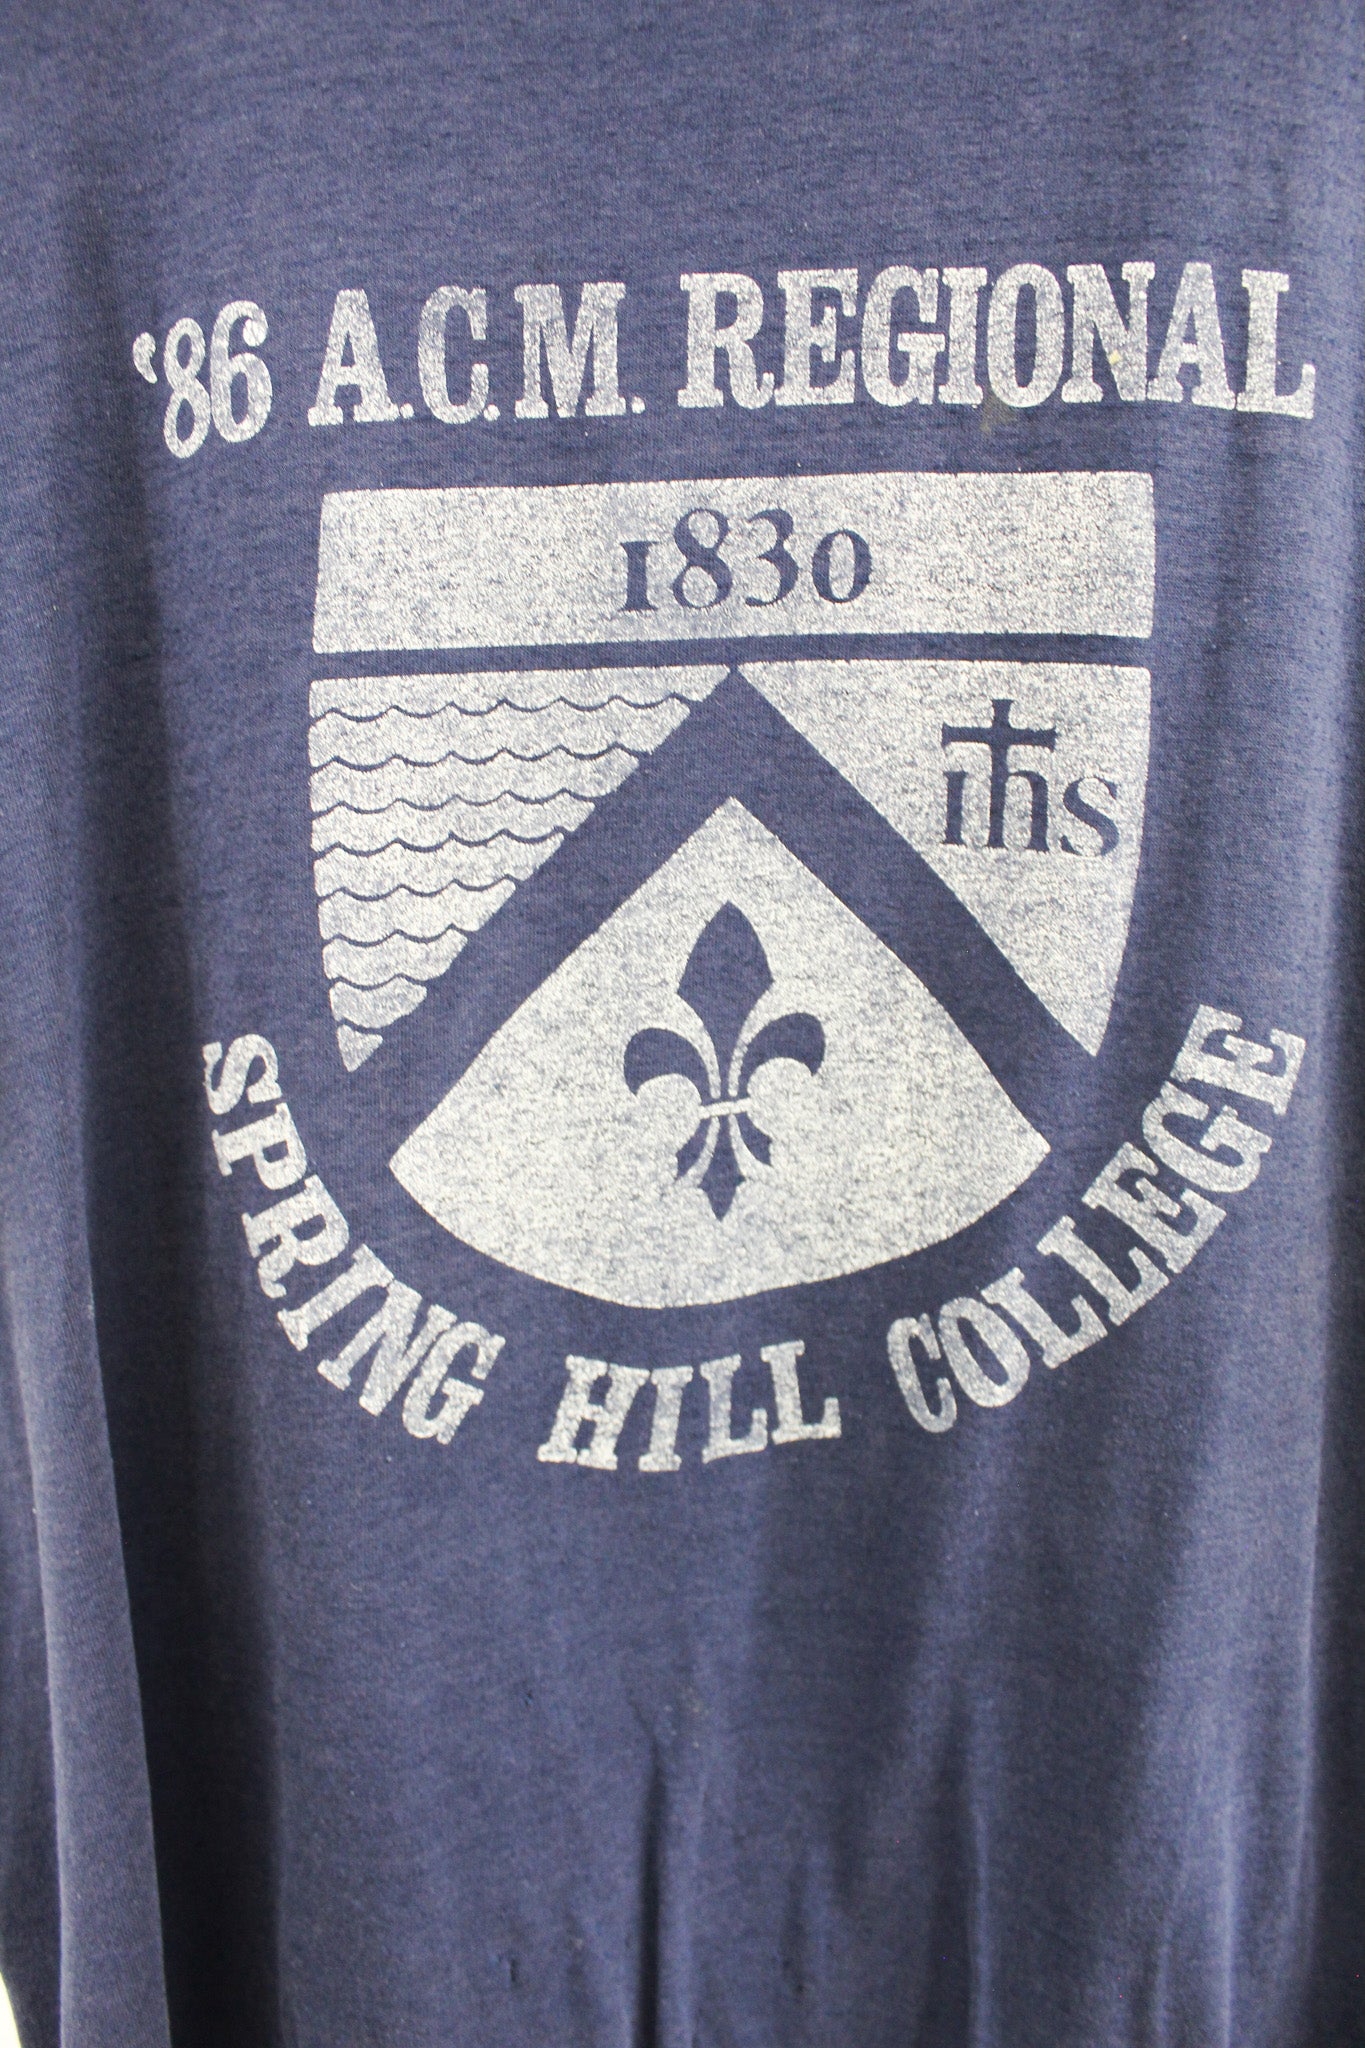 '86 A.C.M. REGIONAL
1830
ihs
SPRING HILL COLLEGE